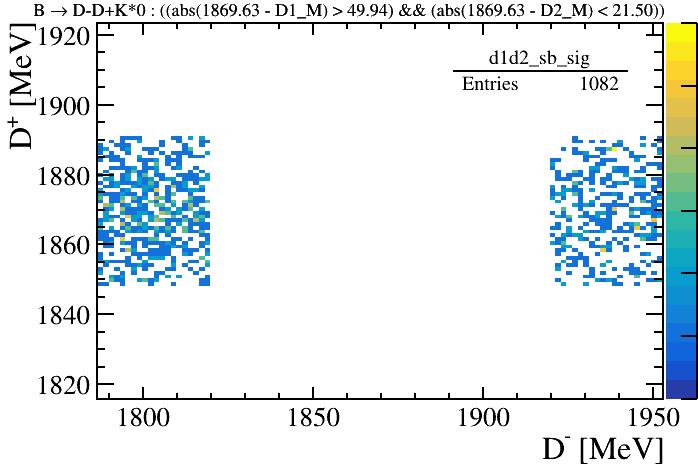 B → D-D+K*0 : ((abs(1869.63 - D1_M) > 49.94) && (abs(1869.63 - D2_M) < 21.50))
D⁺ [MeV]
1920
1900
1880
1860
1840
1820
d1d2_sb_sig
Entries 1082
1800 1850 1900 1950
D⁻ [MeV]